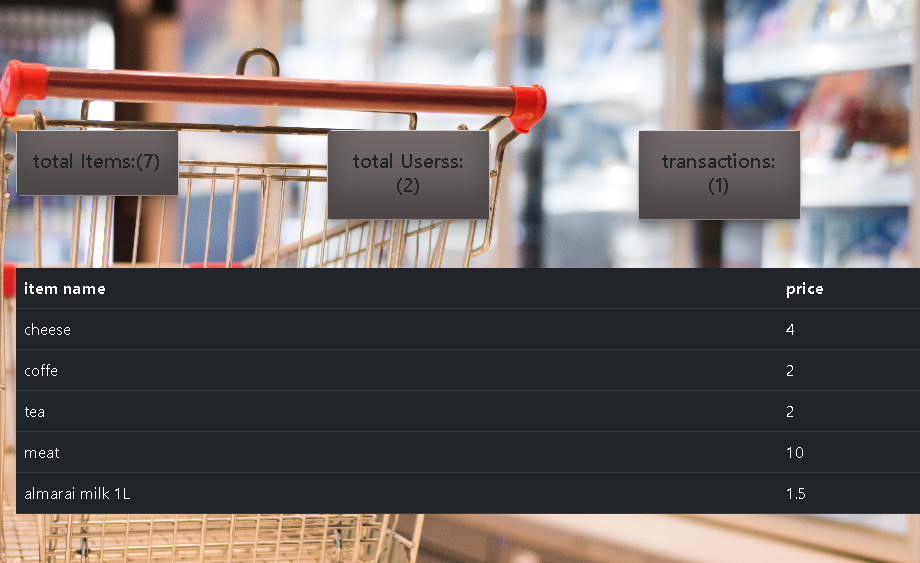 total Items:(7)
total Userss:
(2)
transactions:
(1)
item name price
cheese 4
coffe 2
tea 2
meat 10
almarai milk 1L 1.5